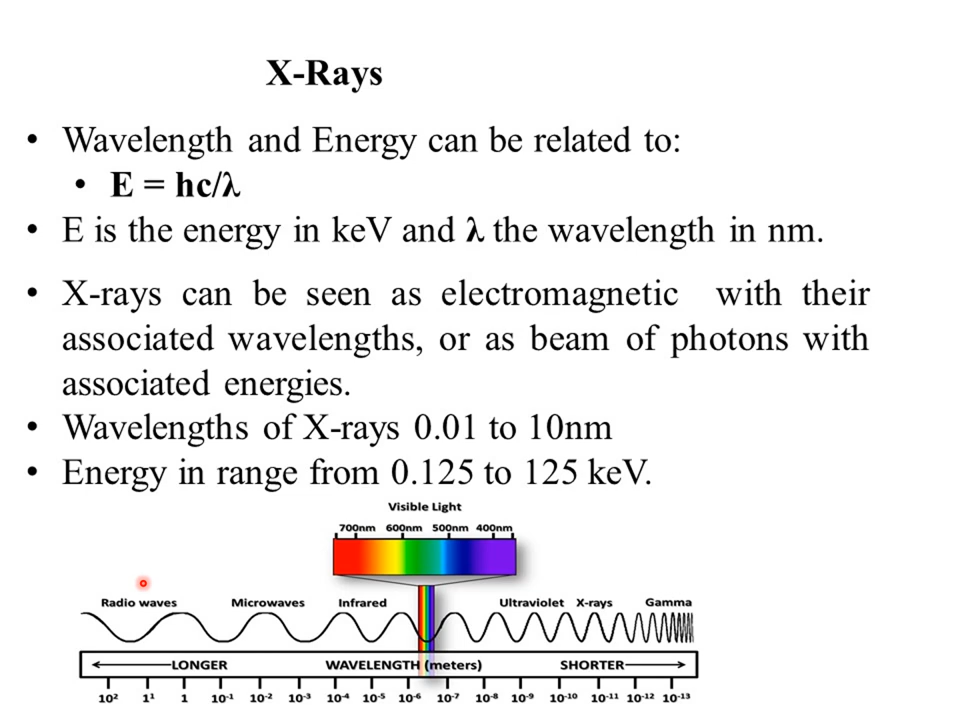 X-Rays
• Wavelength and Energy can be related to:
• E = hc/λ
• E is the energy in keV and λ the wavelength in nm.
• X-rays can be seen as electromagnetic with their
associated wavelengths, or as beam of photons with
associated energies.
• Wavelengths of X-rays 0.01 to 10nm
• Energy in range from 0.125 to 125 keV.
Visible Light
700nm 600nm 500nm 400nm
Radio waves Microwaves Infrared Ultraviolet X-rays Gamma
LONGER WAVELENGTH (meters) SHORTER
10² 1¹ 1 10⁻¹ 10⁻² 10⁻³ 10⁻⁴ 10⁻⁵ 10⁻⁶ 10⁻⁷ 10⁻⁸ 10⁻⁹ 10⁻¹⁰ 10⁻¹¹ 10⁻¹² 10⁻¹³